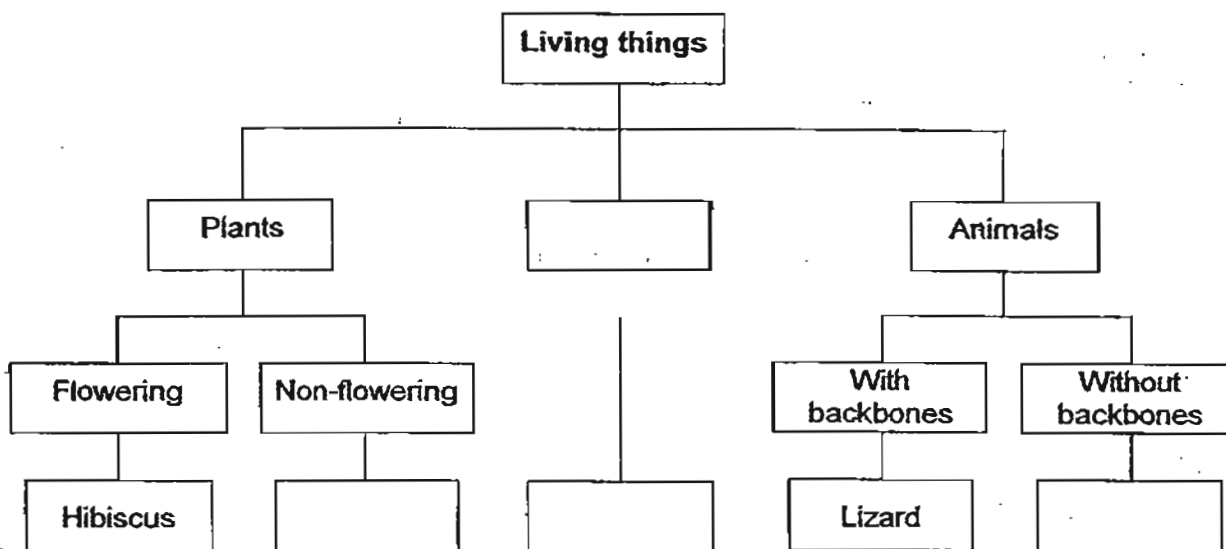 Living things
Plants
Animals
Flowering
Non-flowering
With
backbones
Without
backbones
Hibiscus
Lizard